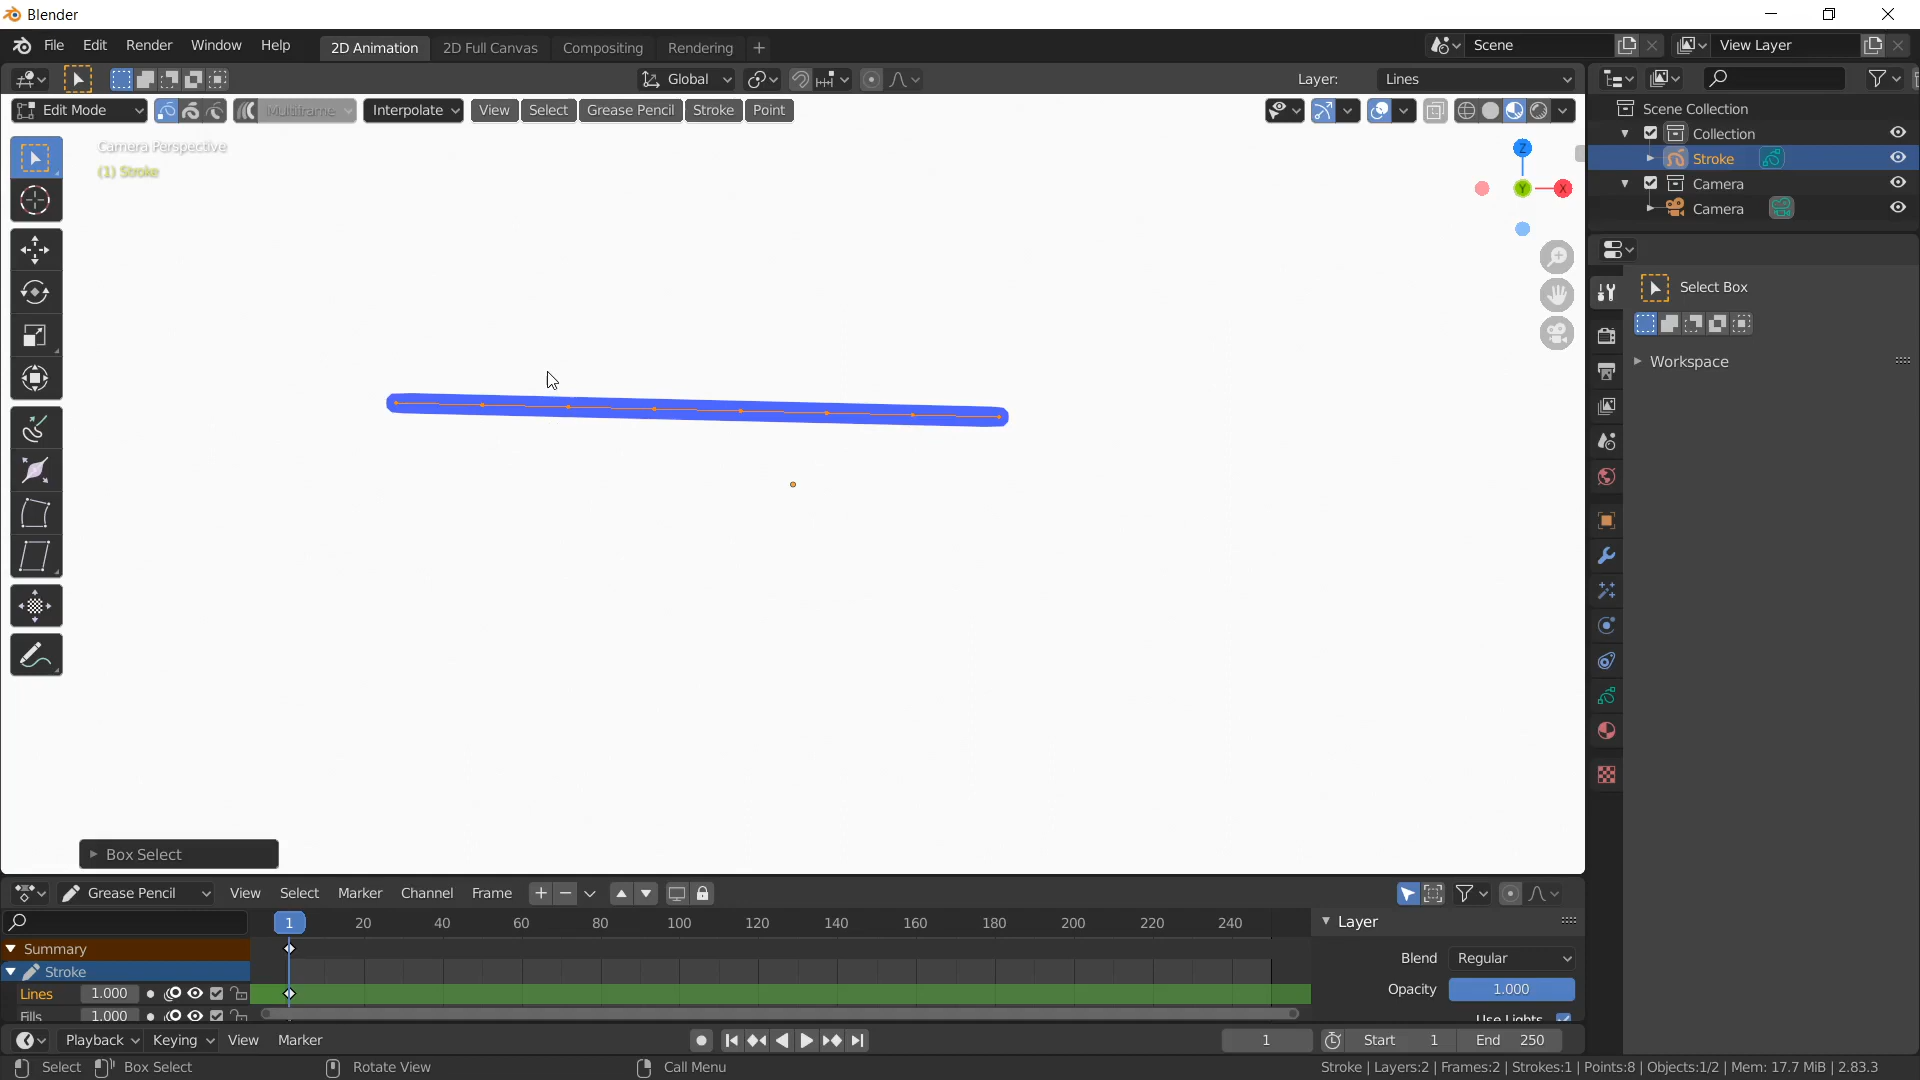 Blender
File Edit Render Window Help 2D Animation 2D Full Canvas Compositing Rendering + Scene View Layer
Global Layer: Lines
Edit Mode Multiframe Interpolate View Select Grease Pencil Stroke Point
Camera Perspective
(1) Stroke
Z
Y X
Scene Collection
Collection
Stroke
Camera
Camera
Select Box
Workspace
Box Select
Grease Pencil View Select Marker Channel Frame
1 20 40 60 80 100 120 140 160 180 200 220 240
Layer
Summary
Blend Regular
Stroke
Opacity 1.000
Lines 1.000
Fills 1.000
Use Lights
Playback Keying View Marker 1 Start 1 End 250
Select Box Select Rotate View Call Menu Stroke | Layers:2 | Frames:2 | Strokes:1 | Points:8 | Objects:1/2 | Mem: 17.7 MiB | 2.83.3